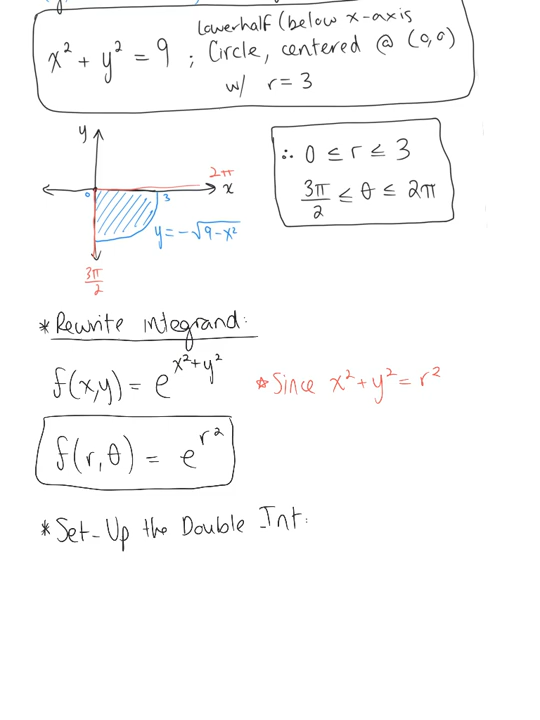 Lowerhalf (below x-axis
x² + y² = 9 ; Circle, centered @ (0,0)
w/ r = 3
y
∴ 0 ≤ r ≤ 3
2π
x
0
3
3π/2 ≤ θ ≤ 2π
y = -√9-x²
3π/2
*Rewrite integrand:
f(x,y) = e^x²+y²
☆Since x² + y² = r²
f(r,θ) = e^r²
*Set-Up the Double Int: